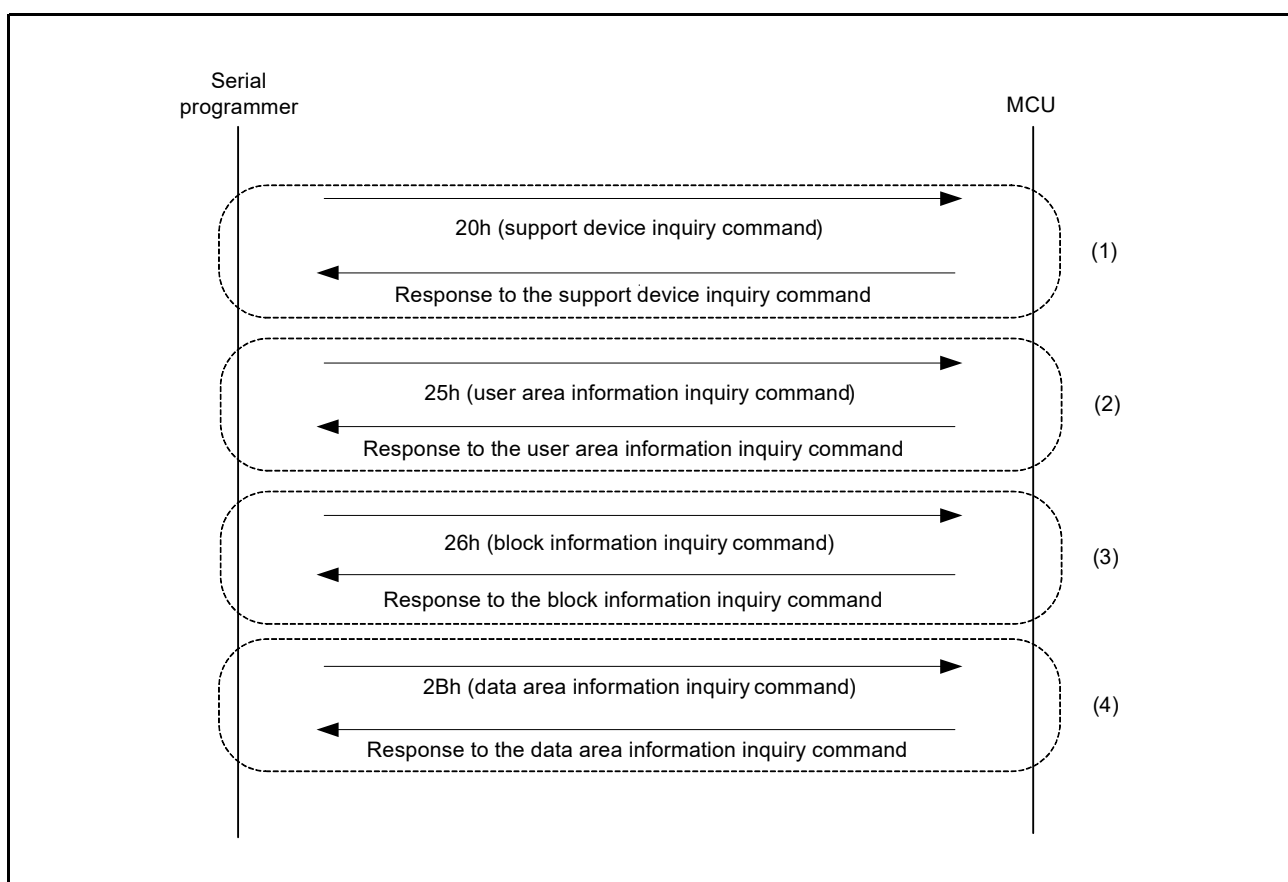 Serial
programmer
MCU
20h (support device inquiry command)
(1)
Response to the support device inquiry command
25h (user area information inquiry command)
(2)
Response to the user area information inquiry command
26h (block information inquiry command)
(3)
Response to the block information inquiry command
2Bh (data area information inquiry command)
(4)
Response to the data area information inquiry command